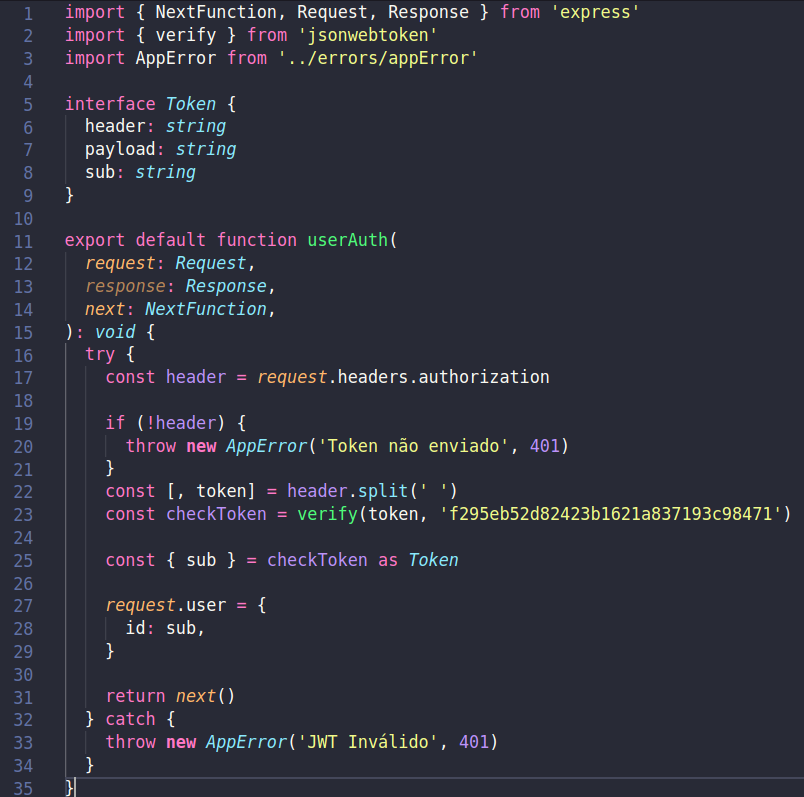 1 import { NextFunction, Request, Response } from 'express'
2 import { verify } from 'jsonwebtoken'
3 import AppError from '../errors/appError'
4
5 interface Token {
6   header: string
7   payload: string
8   sub: string
9 }
10
11 export default function userAuth(
12   request: Request,
13   response: Response,
14   next: NextFunction,
15 ): void {
16   try {
17     const header = request.headers.authorization
18
19     if (!header) {
20       throw new AppError('Token não enviado', 401)
21     }
22     const [, token] = header.split(' ')
23     const checkToken = verify(token, 'f295eb52d82423b1621a837193c98471')
24
25     const { sub } = checkToken as Token
26
27     request.user = {
28       id: sub,
29     }
30
31     return next()
32   } catch {
33     throw new AppError('JWT Inválido', 401)
34   }
35 }